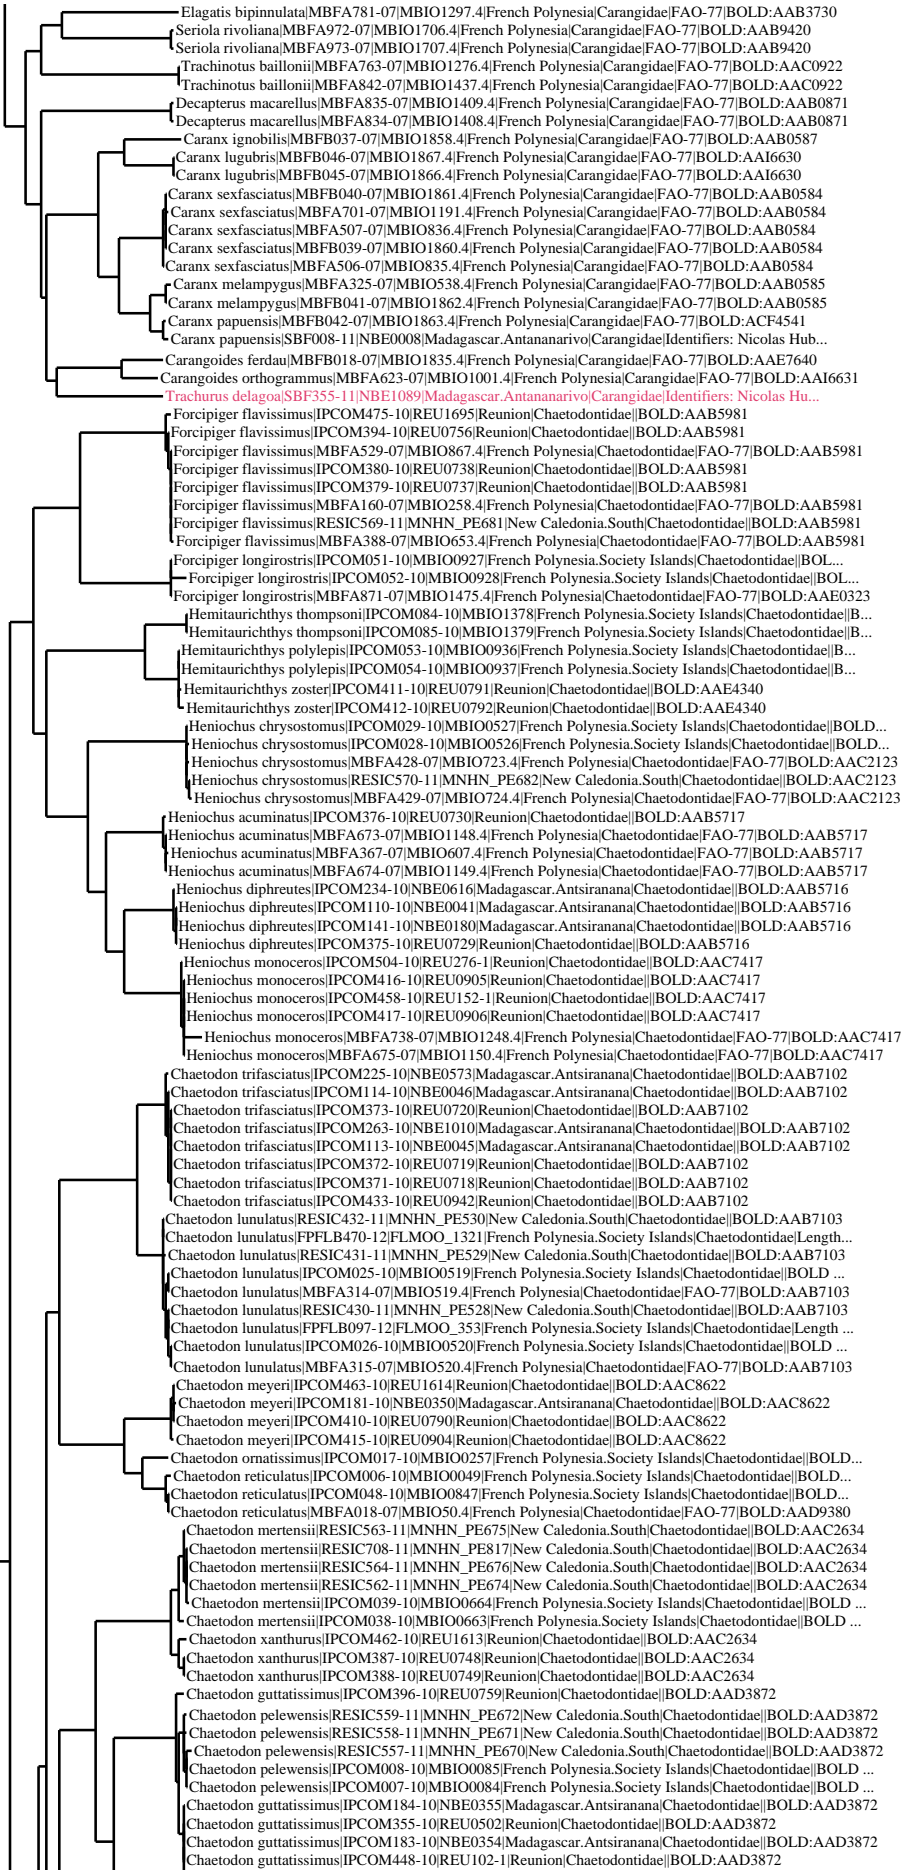 Elagatis bipinnulata|MBFA781-07|MBIO1297.4|French Polynesia|Carangidae|FAO-77|BOLD:AAB3730
Seriola rivoliana|MBFA972-07|MBIO1706.4|French Polynesia|Carangidae|FAO-77|BOLD:AAB9420
Seriola rivoliana|MBFA973-07|MBIO1707.4|French Polynesia|Carangidae|FAO-77|BOLD:AAB9420
Trachinotus baillonii|MBFA763-07|MBIO1276.4|French Polynesia|Carangidae|FAO-77|BOLD:AAC0922
Trachinotus baillonii|MBFA842-07|MBIO1437.4|French Polynesia|Carangidae|FAO-77|BOLD:AAC0922
Decapterus macarellus|MBFA835-07|MBIO1409.4|French Polynesia|Carangidae|FAO-77|BOLD:AAB0871
Decapterus macarellus|MBFA834-07|MBIO1408.4|French Polynesia|Carangidae|FAO-77|BOLD:AAB0871
Caranx ignobilis|MBFB037-07|MBIO1858.4|French Polynesia|Carangidae|FAO-77|BOLD:AAB0587
Caranx lugubris|MBFB046-07|MBIO1867.4|French Polynesia|Carangidae|FAO-77|BOLD:AAI6630
Caranx lugubris|MBFB045-07|MBIO1866.4|French Polynesia|Carangidae|FAO-77|BOLD:AAI6630
Caranx sexfasciatus|MBFB040-07|MBIO1861.4|French Polynesia|Carangidae|FAO-77|BOLD:AAB0584
Caranx sexfasciatus|MBFA701-07|MBIO1191.4|French Polynesia|Carangidae|FAO-77|BOLD:AAB0584
Caranx sexfasciatus|MBFA507-07|MBIO836.4|French Polynesia|Carangidae|FAO-77|BOLD:AAB0584
Caranx sexfasciatus|MBFB039-07|MBIO1860.4|French Polynesia|Carangidae|FAO-77|BOLD:AAB0584
Caranx sexfasciatus|MBFA506-07|MBIO835.4|French Polynesia|Carangidae|FAO-77|BOLD:AAB0584
Caranx melampygus|MBFA325-07|MBIO538.4|French Polynesia|Carangidae|FAO-77|BOLD:AAB0585
Caranx melampygus|MBFB041-07|MBIO1862.4|French Polynesia|Carangidae|FAO-77|BOLD:AAB0585
Caranx papuensis|MBFB042-07|MBIO1863.4|French Polynesia|Carangidae|FAO-77|BOLD:ACF4541
Caranx papuensis|SBF008-11|NBE0008|Madagascar.Antananarivo|Carangidae|Identifiers: Nicolas Hub...
Carangoides ferdau|MBFB018-07|MBIO1835.4|French Polynesia|Carangidae|FAO-77|BOLD:AAE7640
Carangoides orthogrammus|MBFA623-07|MBIO1001.4|French Polynesia|Carangidae|FAO-77|BOLD:AAI6631
Trachurus delagoa|SBF355-11|NBE1089|Madagascar.Antananarivo|Carangidae|Identifiers: Nicolas Hu...
Forcipiger flavissimus|IPCOM475-10|REU1695|Reunion|Chaetodontidae||BOLD:AAB5981
Forcipiger flavissimus|IPCOM394-10|REU0756|Reunion|Chaetodontidae||BOLD:AAB5981
Forcipiger flavissimus|MBFA529-07|MBIO867.4|French Polynesia|Chaetodontidae|FAO-77|BOLD:AAB5981
Forcipiger flavissimus|IPCOM380-10|REU0738|Reunion|Chaetodontidae||BOLD:AAB5981
Forcipiger flavissimus|IPCOM379-10|REU0737|Reunion|Chaetodontidae||BOLD:AAB5981
Forcipiger flavissimus|MBFA160-07|MBIO258.4|French Polynesia|Chaetodontidae|FAO-77|BOLD:AAB5981
Forcipiger flavissimus|RESIC569-11|MNHN_PE681|New Caledonia.South|Chaetodontidae||BOLD:AAB5981
Forcipiger flavissimus|MBFA388-07|MBIO653.4|French Polynesia|Chaetodontidae|FAO-77|BOLD:AAB5981
Forcipiger longirostris|IPCOM051-10|MBIO0927|French Polynesia.Society Islands|Chaetodontidae||BOL...
Forcipiger longirostris|IPCOM052-10|MBIO0928|French Polynesia.Society Islands|Chaetodontidae||BOL...
Forcipiger longirostris|MBFA871-07|MBIO1475.4|French Polynesia|Chaetodontidae|FAO-77|BOLD:AAE0323
Hemitaurichthys thompsoni|IPCOM084-10|MBIO1378|French Polynesia.Society Islands|Chaetodontidae||B...
Hemitaurichthys thompsoni|IPCOM085-10|MBIO1379|French Polynesia.Society Islands|Chaetodontidae||B...
Hemitaurichthys polylepis|IPCOM053-10|MBIO0936|French Polynesia.Society Islands|Chaetodontidae||B...
Hemitaurichthys polylepis|IPCOM054-10|MBIO0937|French Polynesia.Society Islands|Chaetodontidae||B...
Hemitaurichthys zoster|IPCOM411-10|REU0791|Reunion|Chaetodontidae||BOLD:AAE4340
Hemitaurichthys zoster|IPCOM412-10|REU0792|Reunion|Chaetodontidae||BOLD:AAE4340
Heniochus chrysostomus|IPCOM029-10|MBIO0527|French Polynesia.Society Islands|Chaetodontidae||BOLD...
Heniochus chrysostomus|IPCOM028-10|MBIO0526|French Polynesia.Society Islands|Chaetodontidae||BOLD...
Heniochus chrysostomus|MBFA428-07|MBIO723.4|French Polynesia|Chaetodontidae|FAO-77|BOLD:AAC2123
Heniochus chrysostomus|RESIC570-11|MNHN_PE682|New Caledonia.South|Chaetodontidae||BOLD:AAC2123
Heniochus chrysostomus|MBFA429-07|MBIO724.4|French Polynesia|Chaetodontidae|FAO-77|BOLD:AAC2123
Heniochus acuminatus|IPCOM376-10|REU0730|Reunion|Chaetodontidae||BOLD:AAB5717
Heniochus acuminatus|MBFA673-07|MBIO1148.4|French Polynesia|Chaetodontidae|FAO-77|BOLD:AAB5717
Heniochus acuminatus|MBFA367-07|MBIO607.4|French Polynesia|Chaetodontidae|FAO-77|BOLD:AAB5717
Heniochus acuminatus|MBFA674-07|MBIO1149.4|French Polynesia|Chaetodontidae|FAO-77|BOLD:AAB5717
Heniochus diphreutes|IPCOM234-10|NBE0616|Madagascar.Antsiranana|Chaetodontidae||BOLD:AAB5716
Heniochus diphreutes|IPCOM110-10|NBE0041|Madagascar.Antsiranana|Chaetodontidae||BOLD:AAB5716
Heniochus diphreutes|IPCOM141-10|NBE0180|Madagascar.Antsiranana|Chaetodontidae||BOLD:AAB5716
Heniochus diphreutes|IPCOM375-10|REU0729|Reunion|Chaetodontidae||BOLD:AAB5716
Heniochus monoceros|IPCOM504-10|REU276-1|Reunion|Chaetodontidae||BOLD:AAC7417
Heniochus monoceros|IPCOM416-10|REU0905|Reunion|Chaetodontidae||BOLD:AAC7417
Heniochus monoceros|IPCOM458-10|REU152-1|Reunion|Chaetodontidae||BOLD:AAC7417
Heniochus monoceros|IPCOM417-10|REU0906|Reunion|Chaetodontidae||BOLD:AAC7417
Heniochus monoceros|MBFA738-07|MBIO1248.4|French Polynesia|Chaetodontidae|FAO-77|BOLD:AAC7417
Heniochus monoceros|MBFA675-07|MBIO1150.4|French Polynesia|Chaetodontidae|FAO-77|BOLD:AAC7417
Chaetodon trifasciatus|IPCOM225-10|NBE0573|Madagascar.Antsiranana|Chaetodontidae||BOLD:AAB7102
Chaetodon trifasciatus|IPCOM114-10|NBE0046|Madagascar.Antsiranana|Chaetodontidae||BOLD:AAB7102
Chaetodon trifasciatus|IPCOM373-10|REU0720|Reunion|Chaetodontidae||BOLD:AAB7102
Chaetodon trifasciatus|IPCOM263-10|NBE1010|Madagascar.Antsiranana|Chaetodontidae||BOLD:AAB7102
Chaetodon trifasciatus|IPCOM113-10|NBE0045|Madagascar.Antsiranana|Chaetodontidae||BOLD:AAB7102
Chaetodon trifasciatus|IPCOM372-10|REU0719|Reunion|Chaetodontidae||BOLD:AAB7102
Chaetodon trifasciatus|IPCOM371-10|REU0718|Reunion|Chaetodontidae||BOLD:AAB7102
Chaetodon trifasciatus|IPCOM433-10|REU0942|Reunion|Chaetodontidae||BOLD:AAB7102
Chaetodon lunulatus|RESIC432-11|MNHN_PE530|New Caledonia.South|Chaetodontidae||BOLD:AAB7103
Chaetodon lunulatus|FPFLB470-12|FLMOO_1321|French Polynesia.Society Islands|Chaetodontidae|Length...
Chaetodon lunulatus|RESIC431-11|MNHN_PE529|New Caledonia.South|Chaetodontidae||BOLD:AAB7103
Chaetodon lunulatus|IPCOM025-10|MBIO0519|French Polynesia.Society Islands|Chaetodontidae||BOLD ...
Chaetodon lunulatus|MBFA314-07|MBIO519.4|French Polynesia|Chaetodontidae|FAO-77|BOLD:AAB7103
Chaetodon lunulatus|RESIC430-11|MNHN_PE528|New Caledonia.South|Chaetodontidae||BOLD:AAB7103
Chaetodon lunulatus|FPFLB097-12|FLMOO_353|French Polynesia.Society Islands|Chaetodontidae|Length ...
Chaetodon lunulatus|IPCOM026-10|MBIO0520|French Polynesia.Society Islands|Chaetodontidae||BOLD ...
Chaetodon lunulatus|MBFA315-07|MBIO520.4|French Polynesia|Chaetodontidae|FAO-77|BOLD:AAB7103
Chaetodon meyeri|IPCOM463-10|REU1614|Reunion|Chaetodontidae||BOLD:AAC8622
Chaetodon meyeri|IPCOM181-10|NBE0350|Madagascar.Antsiranana|Chaetodontidae||BOLD:AAC8622
Chaetodon meyeri|IPCOM410-10|REU0790|Reunion|Chaetodontidae||BOLD:AAC8622
Chaetodon meyeri|IPCOM415-10|REU0904|Reunion|Chaetodontidae||BOLD:AAC8622
Chaetodon ornatissimus|IPCOM017-10|MBIO0257|French Polynesia.Society Islands|Chaetodontidae||BOLD...
Chaetodon reticulatus|IPCOM006-10|MBIO0049|French Polynesia.Society Islands|Chaetodontidae||BOLD...
Chaetodon reticulatus|IPCOM048-10|MBIO0847|French Polynesia.Society Islands|Chaetodontidae||BOLD...
Chaetodon reticulatus|MBFA018-07|MBIO50.4|French Polynesia|Chaetodontidae|FAO-77|BOLD:AAD9380
Chaetodon mertensii|RESIC563-11|MNHN_PE675|New Caledonia.South|Chaetodontidae||BOLD:AAC2634
Chaetodon mertensii|RESIC708-11|MNHN_PE817|New Caledonia.South|Chaetodontidae||BOLD:AAC2634
Chaetodon mertensii|RESIC564-11|MNHN_PE676|New Caledonia.South|Chaetodontidae||BOLD:AAC2634
Chaetodon mertensii|RESIC562-11|MNHN_PE674|New Caledonia.South|Chaetodontidae||BOLD:AAC2634
Chaetodon mertensii|IPCOM039-10|MBIO0664|French Polynesia.Society Islands|Chaetodontidae||BOLD ...
Chaetodon mertensii|IPCOM038-10|MBIO0663|French Polynesia.Society Islands|Chaetodontidae||BOLD ...
Chaetodon xanthurus|IPCOM462-10|REU1613|Reunion|Chaetodontidae||BOLD:AAC2634
Chaetodon xanthurus|IPCOM387-10|REU0748|Reunion|Chaetodontidae||BOLD:AAC2634
Chaetodon xanthurus|IPCOM388-10|REU0749|Reunion|Chaetodontidae||BOLD:AAC2634
Chaetodon guttatissimus|IPCOM396-10|REU0759|Reunion|Chaetodontidae||BOLD:AAD3872
Chaetodon pelewensis|RESIC559-11|MNHN_PE672|New Caledonia.South|Chaetodontidae||BOLD:AAD3872
Chaetodon pelewensis|RESIC558-11|MNHN_PE671|New Caledonia.South|Chaetodontidae||BOLD:AAD3872
Chaetodon pelewensis|RESIC557-11|MNHN_PE670|New Caledonia.South|Chaetodontidae||BOLD:AAD3872
Chaetodon pelewensis|IPCOM008-10|MBIO0085|French Polynesia.Society Islands|Chaetodontidae||BOLD ...
Chaetodon pelewensis|IPCOM007-10|MBIO0084|French Polynesia.Society Islands|Chaetodontidae||BOLD ...
Chaetodon guttatissimus|IPCOM184-10|NBE0355|Madagascar.Antsiranana|Chaetodontidae||BOLD:AAD3872
Chaetodon guttatissimus|IPCOM355-10|REU0502|Reunion|Chaetodontidae||BOLD:AAD3872
Chaetodon guttatissimus|IPCOM183-10|NBE0354|Madagascar.Antsiranana|Chaetodontidae||BOLD:AAD3872
Chaetodon guttatissimus|IPCOM448-10|REU102-1|Reunion|Chaetodontidae||BOLD:AAD3872